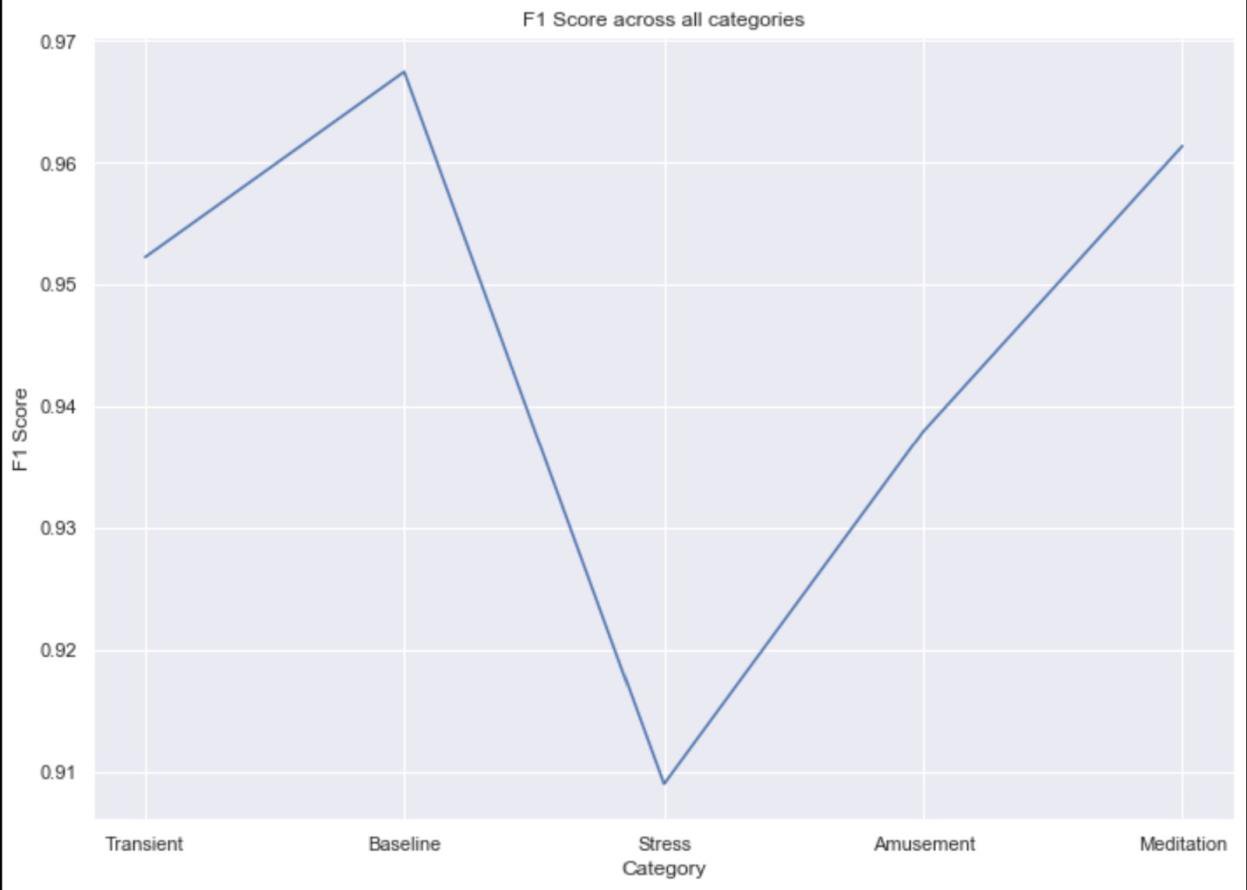 F1 Score across all categories
0.97
0.96
0.95
0.94
0.93
0.92
0.91
F1 Score
Transient Baseline Stress Amusement Meditation
Category